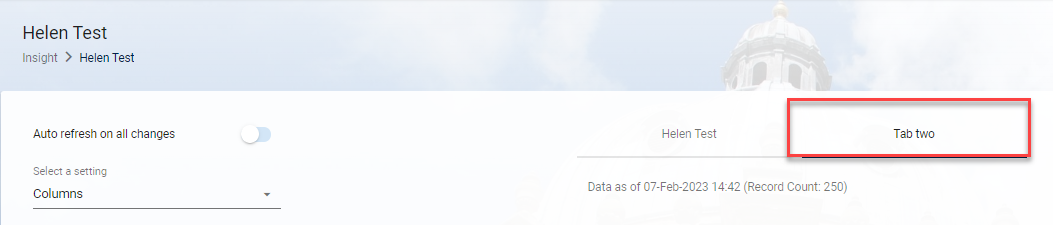 Helen Test
Insight > Helen Test
Auto refresh on all changes
Helen Test
Tab two
Select a setting
Columns
Data as of 07-Feb-2023 14:42 (Record Count: 250)